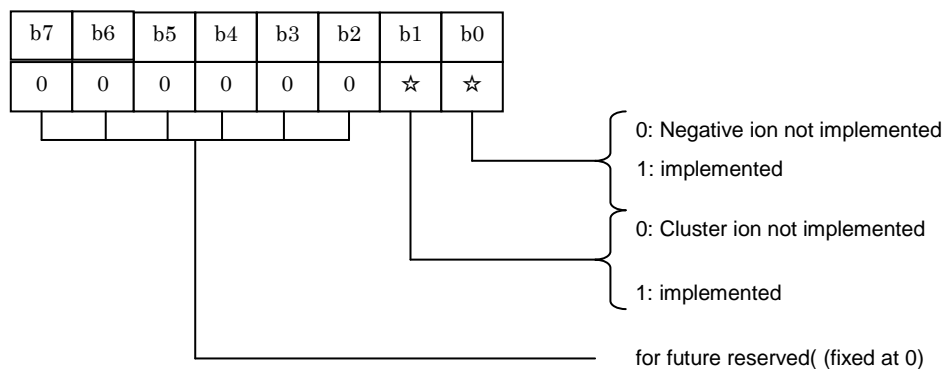 b7 b6 b5 b4 b3 b2 b1 b0
0 0 0 0 0 0 ☆ ☆
0: Negative ion not implemented
1: implemented
0: Cluster ion not implemented
1: implemented
for future reserved( (fixed at 0)